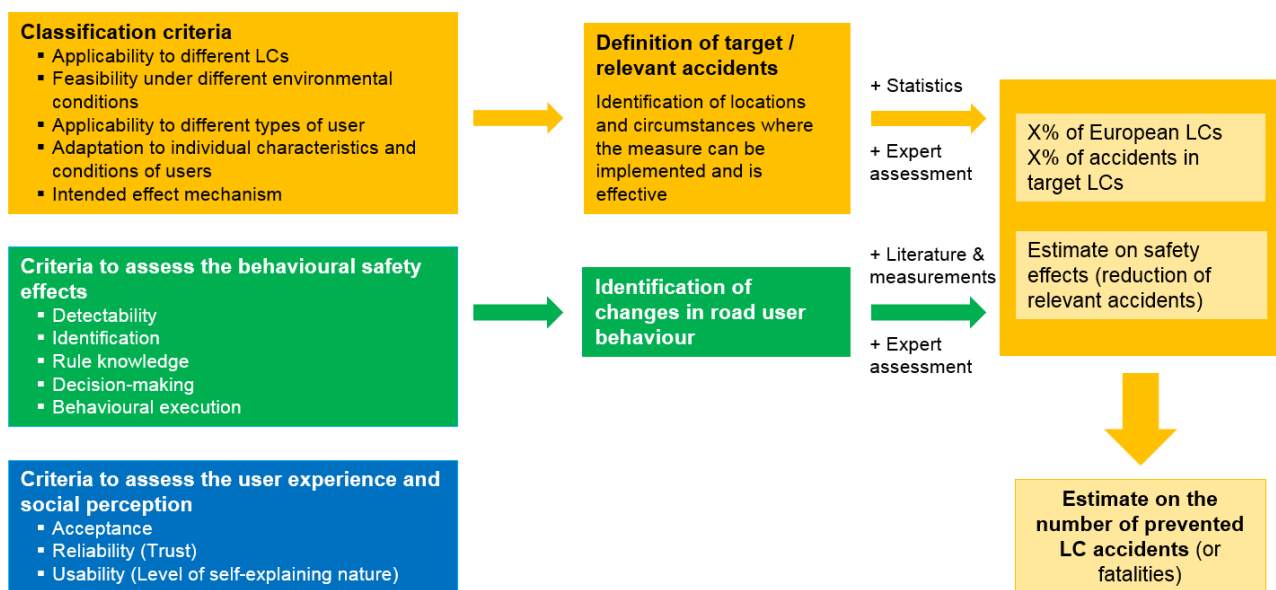 Classification criteria
▪ Applicability to different LCs
▪ Feasibility under different environmental
conditions
▪ Applicability to different types of user
▪ Adaptation to individual characteristics and
conditions of users
▪ Intended effect mechanism
Definition of target /
relevant accidents
Identification of locations
and circumstances where
the measure can be
implemented and is
effective
+ Statistics
+ Expert
assessment
X% of European LCs
X% of accidents in
target LCs
Criteria to assess the behavioural safety
effects
▪ Detectability
▪ Identification
▪ Rule knowledge
▪ Decision-making
▪ Behavioural execution
Identification of
changes in road user
behaviour
+ Literature &
measurements
+ Expert
assessment
Estimate on safety
effects (reduction of
relevant accidents)
Criteria to assess the user experience and
social perception
▪ Acceptance
▪ Reliability (Trust)
▪ Usability (Level of self-explaining nature)
Estimate on the
number of prevented
LC accidents (or
fatalities)